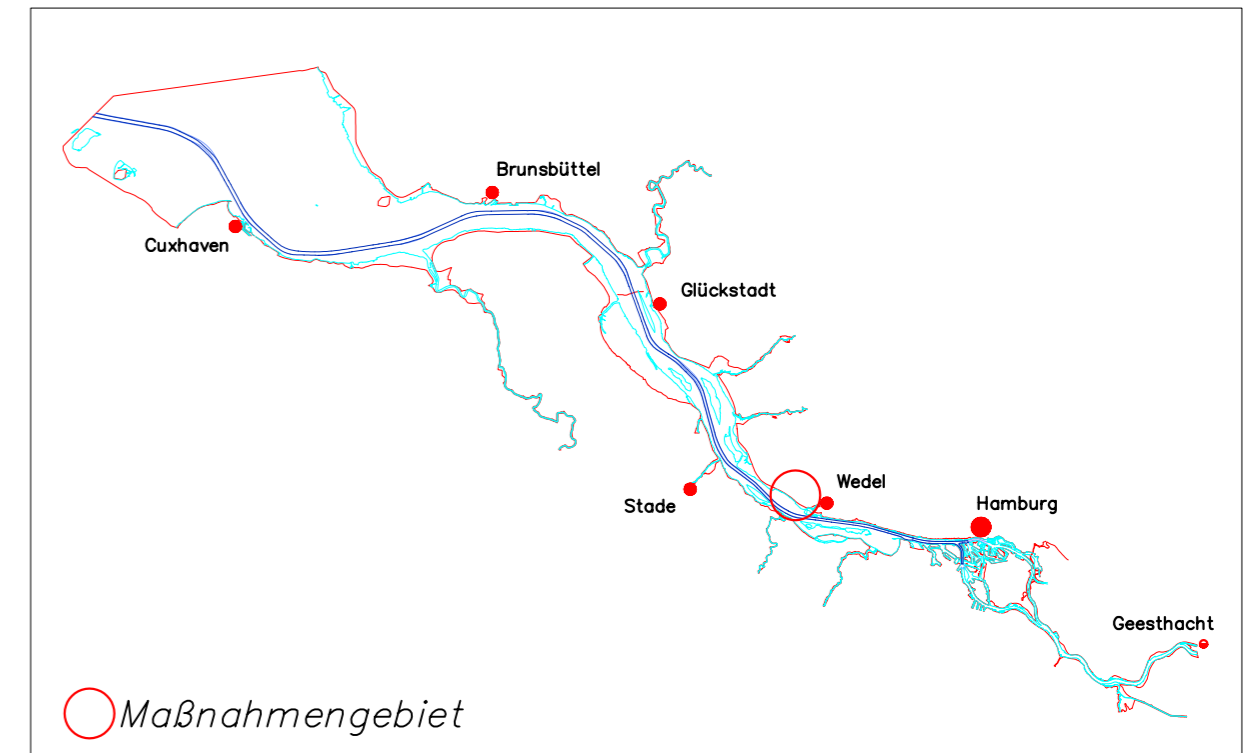 Brunsbüttel
Cuxhaven
Glückstadt
Wedel
Stade
Hamburg
Geesthacht
Maßnahmengebiet